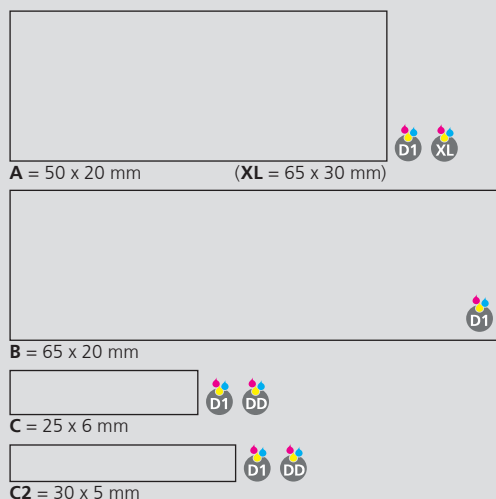 D1 XL
A = 50 x 20 mm (XL = 65 x 30 mm)
D1
B = 65 x 20 mm
D1 DD
C = 25 x 6 mm
D1 DD
C2 = 30 x 5 mm